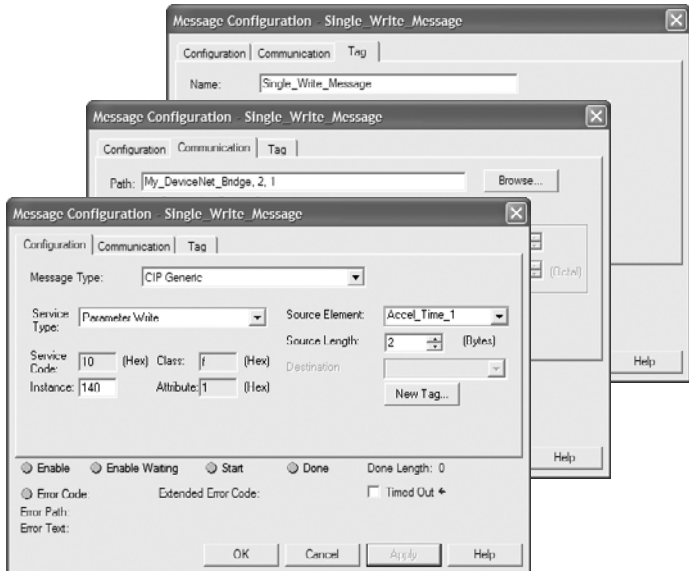 Message Configuration - Single_Write_Message
Configuration Communication Tag
Name: Single_Write_Message
Message Configuration - Single_Write_Message
Configuration Communication Tag
Path: My_DeviceNet_Bridge, 2, 1 Browse...
(Octal)
Help
Message Configuration - Single_Write_Message
Configuration Communication Tag
Message Type: CIP Generic
Service Type: Parameter Write Source Element: Accel_Time_1
Source Length: 2 (Bytes)
Service Code: 10 (Hex) Class: f (Hex) Destination
Instance: 140 Attribute: 1 (Hex) New Tag...
Help
Enable Enable Waiting Start Done Done Length: 0
Error Code: Extended Error Code: Timed Out
Error Path:
Error Text:
OK Cancel Apply Help